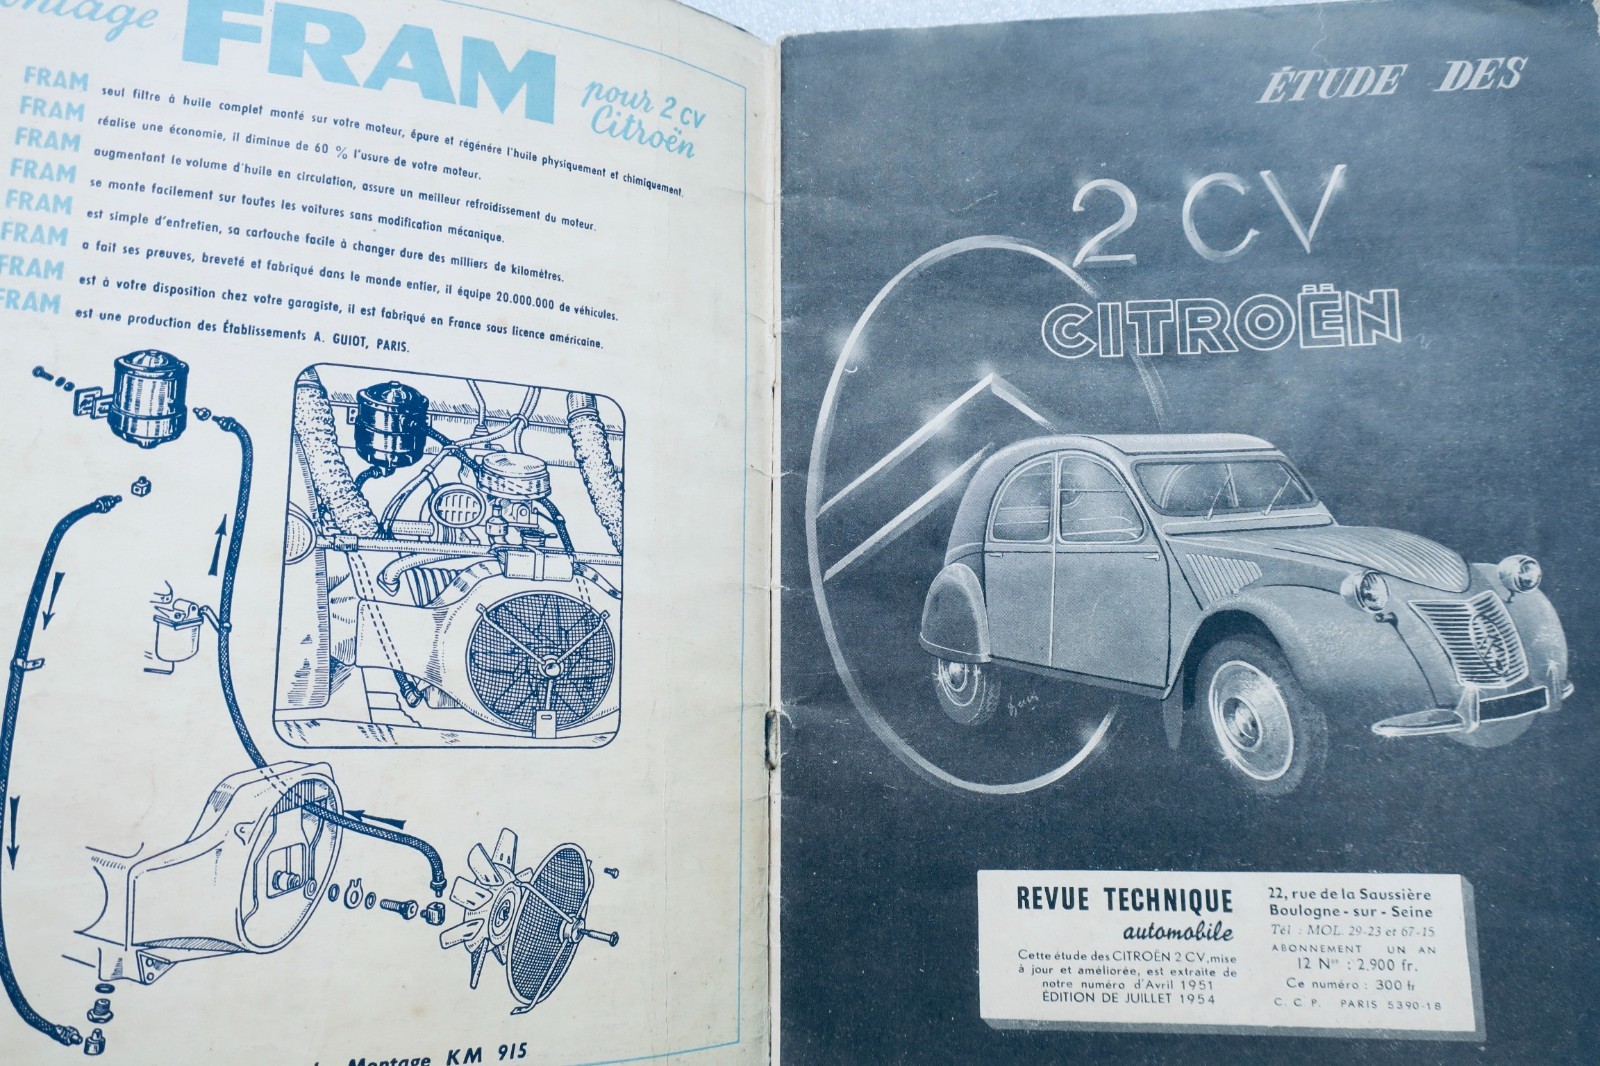 FRAM
pour 2 CV
Citroën
FRAM seul filtre à huile complet monté sur votre moteur, épure et régénére l'huile physiquement et chimiquement.
FRAM réalise une économie, il diminue de 60 % l'usure de votre moteur.
FRAM augmentant le volume d'huile en circulation, assure un meilleur refroidissement du moteur.
FRAM se monte facilement sur toutes les voitures sans modification mécanique.
FRAM est simple d'entretien, sa cartouche facile à changer dure des milliers de kilomètres.
FRAM a fait ses preuves, breveté et fabriqué dans le monde entier, il équipe 20.000.000 de véhicules.
FRAM est à votre disposition chez votre garagiste, il est fabriqué en France sous licence américaine.
FRAM est une production des Établissements A. GUIOT, PARIS.
Montage KM 915
ÉTUDE DES
2 CV
CITROËN
REVUE TECHNIQUE
automobile
Cette étude des CITROËN 2 CV, mise
à jour et améliorée, est extraite de
notre numéro d'Avril 1951
ÉDITION DE JUILLET 1954
22, rue de la Saussière
Boulogne-sur-Seine
Tél : MOL. 29-23 et 67-15
ABONNEMENT UN AN
12 Nos : 2.900 fr.
Ce numéro : 300 fr
C. C. P. PARIS 5390-18